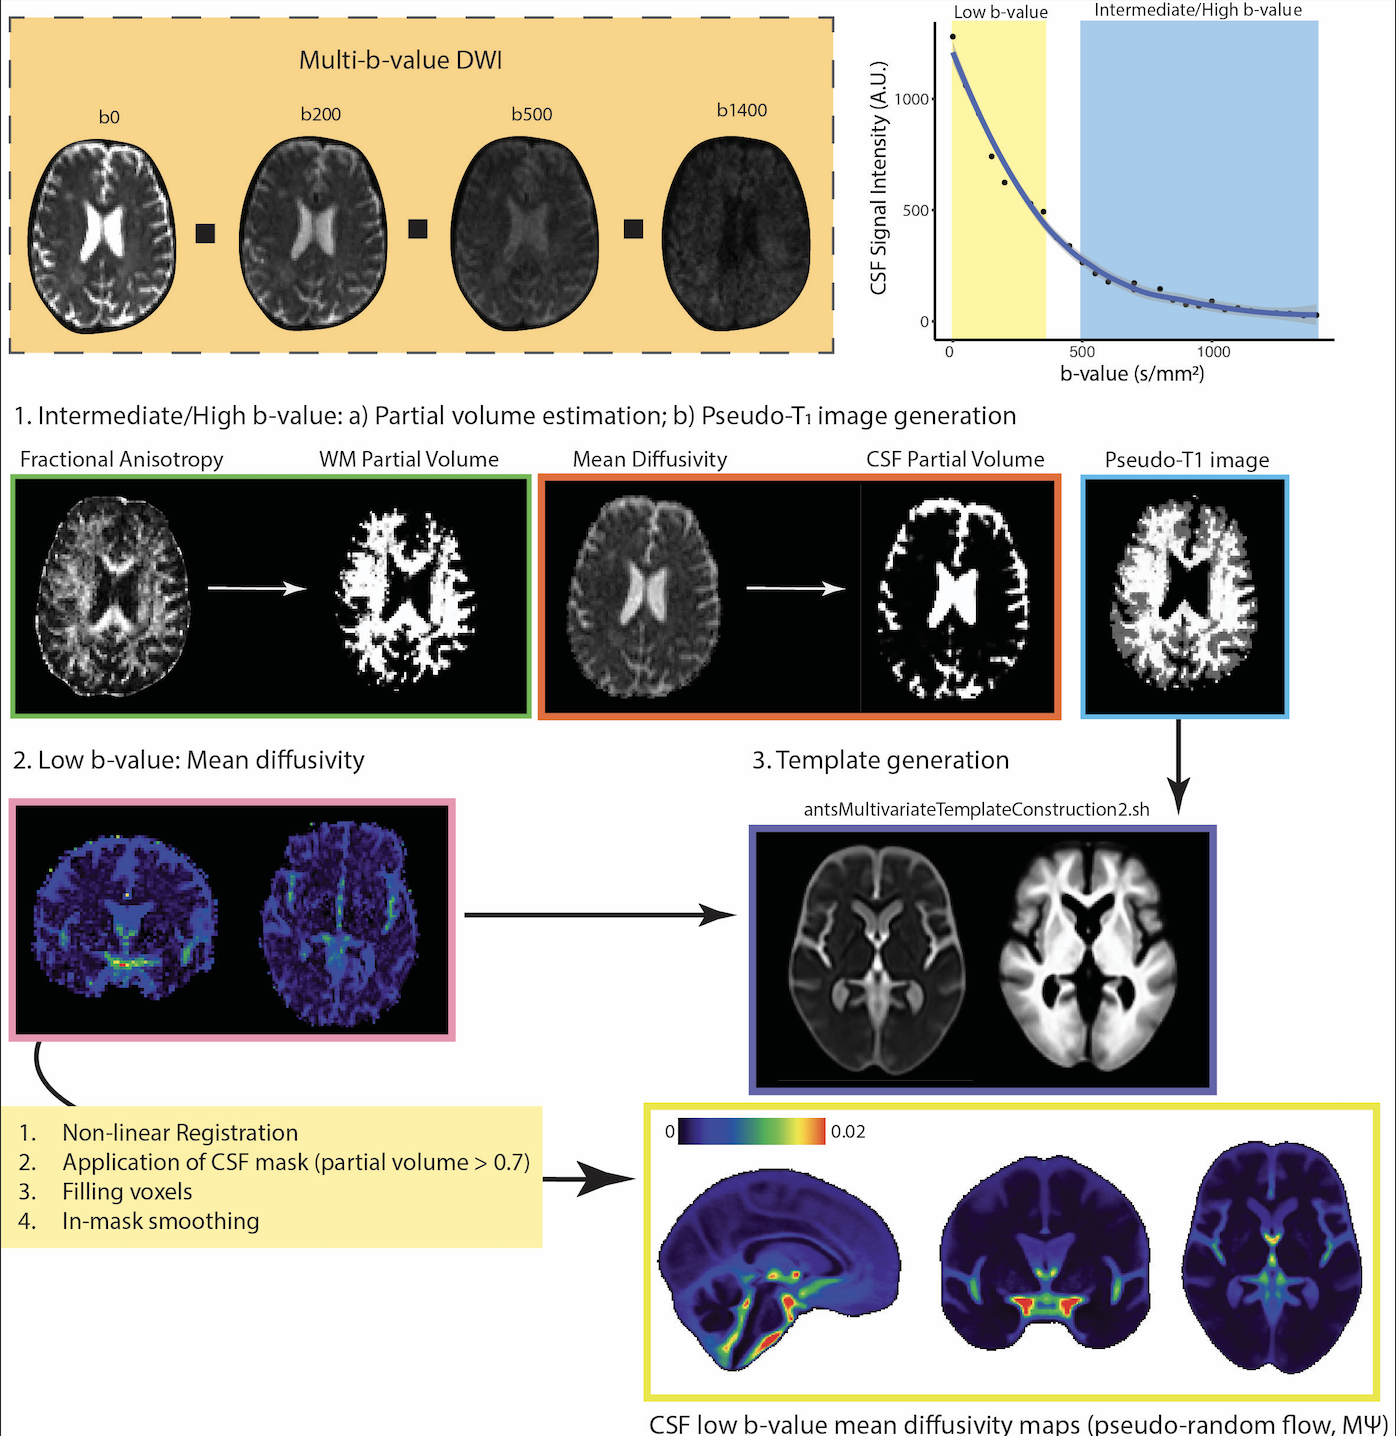 Multi-b-value DWI
b0
b200
b500
b1400
Low b-value
Intermediate/High b-value
CSF Signal Intensity (A.U.)
1000
500
0
0
500
1000
b-value (s/mm²)
1. Intermediate/High b-value: a) Partial volume estimation; b) Pseudo-T₁ image generation
Fractional Anisotropy
WM Partial Volume
Mean Diffusivity
CSF Partial Volume
Pseudo-T1 image
2. Low b-value: Mean diffusivity
3. Template generation
antsMultivariateTemplateConstruction2.sh
1. Non-linear Registration
2. Application of CSF mask (partial volume > 0.7)
3. Filling voxels
4. In-mask smoothing
0
0.02
CSF low b-value mean diffusivity maps (pseudo-random flow, MΨ)